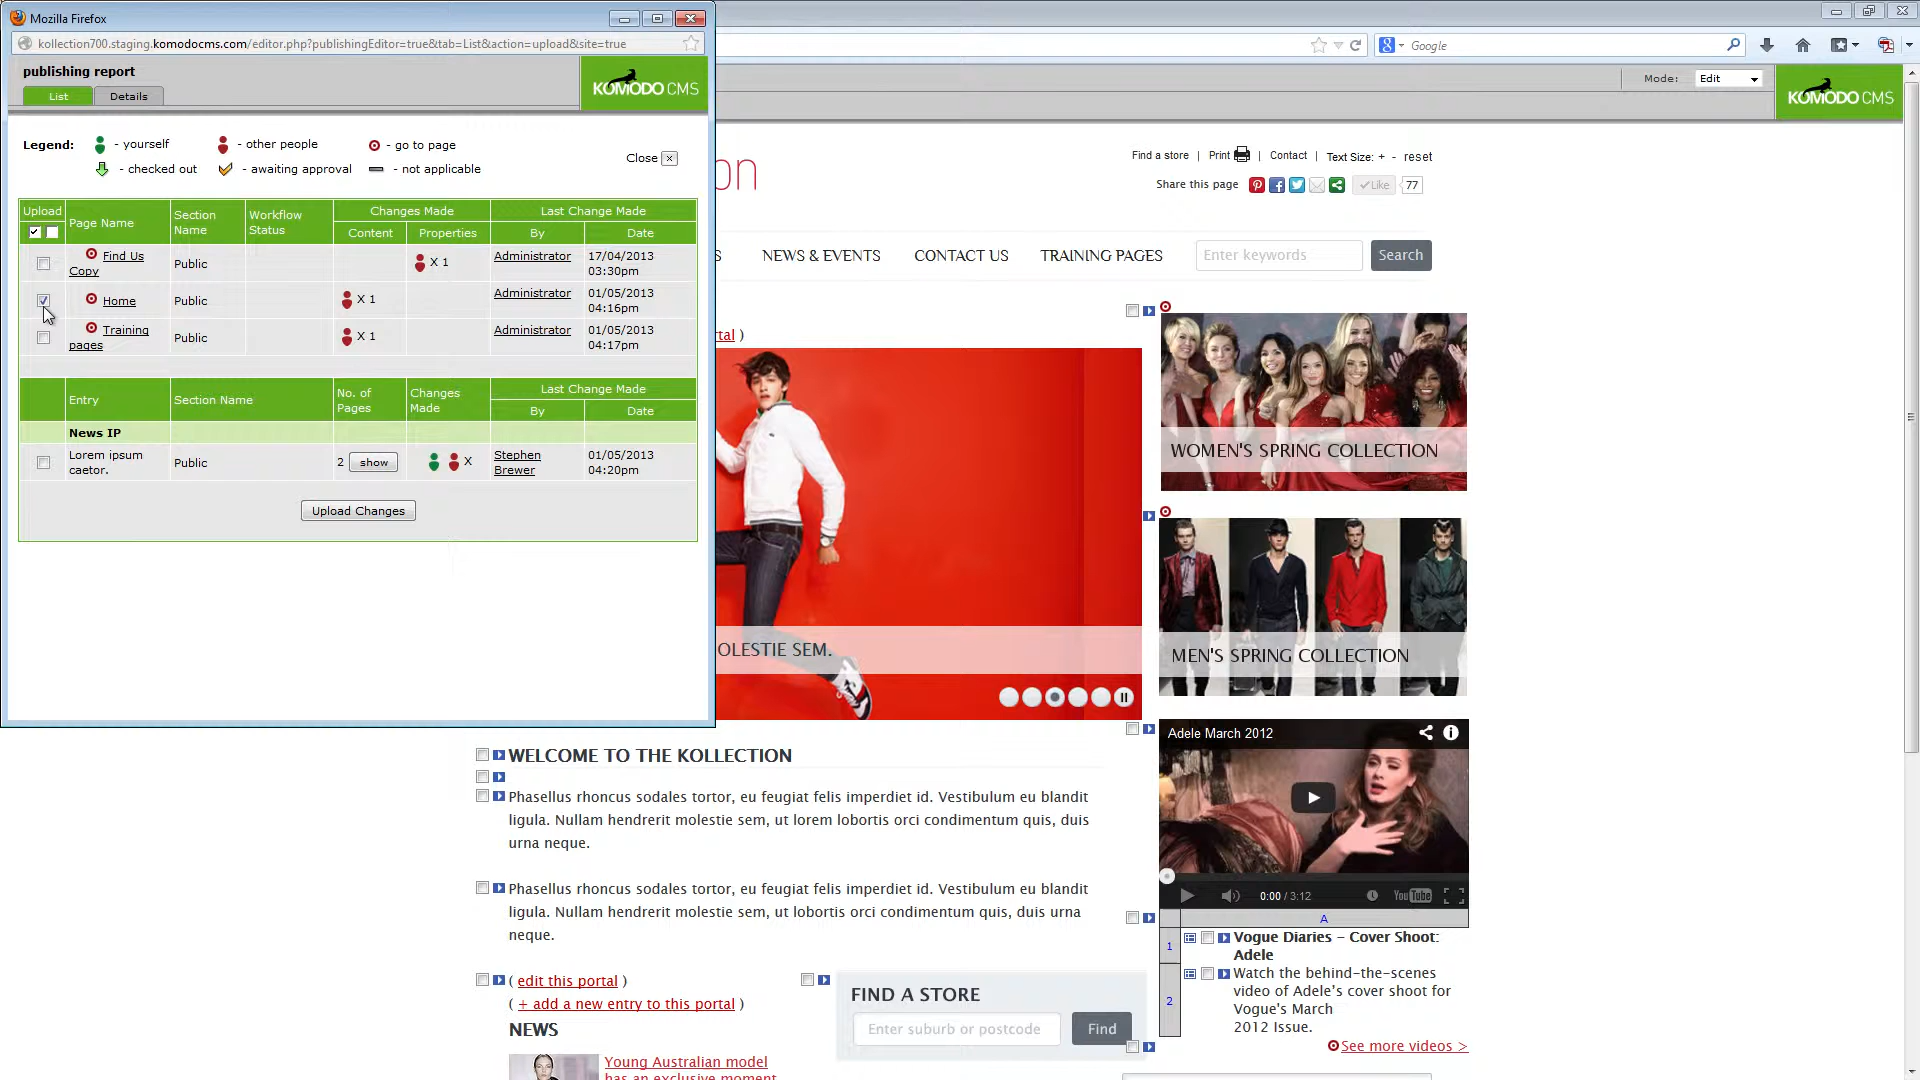 Mozilla Firefox
kollection700.staging.komodocms.com/editor.php?publishingEditor=true&tab=List&action=upload&site=true
Google
publishing report
List
Details
KOMODO CMS
Mode:
Edit
KOMODO CMS
Legend:
- yourself
- other people
- go to page
- checked out
- awaiting approval
- not applicable
Close
Upload
Page Name
Section Name
Workflow Status
Changes Made
Content
Properties
Last Change Made
By
Date
Find Us Copy
Public
X 1
Administrator
17/04/2013 03:30pm
Home
Public
X 1
Administrator
01/05/2013 04:16pm
Training pages
Public
X 1
Administrator
01/05/2013 04:17pm
Entry
Section Name
No. of Pages
Changes Made
Last Change Made
By
Date
News IP
Lorem ipsum caetor.
Public
2
show
X
Stephen Brewer
01/05/2013 04:20pm
Upload Changes
on
Find a store | Print | Contact | Text Size: + - reset
Share this page
Like
77
S
NEWS & EVENTS
CONTACT US
TRAINING PAGES
Enter keywords
Search
tal )
OLESTIE SEM.
WOMEN'S SPRING COLLECTION
MEN'S SPRING COLLECTION
Adele March 2012
0:00 / 3:12
YouTube
A
1
Vogue Diaries - Cover Shoot:
Adele
2
Watch the behind-the-scenes
video of Adele's cover shoot for
Vogue's March
2012 Issue.
See more videos >
WELCOME TO THE KOLLECTION
Phasellus rhoncus sodales tortor, eu feugiat felis imperdiet id. Vestibulum eu blandit
ligula. Nullam hendrerit molestie sem, ut lorem lobortis orci condimentum quis, duis
urna neque.
Phasellus rhoncus sodales tortor, eu feugiat felis imperdiet id. Vestibulum eu blandit
ligula. Nullam hendrerit molestie sem, ut lobortis orci condimentum quis, duis urna
neque.
( edit this portal )
( + add a new entry to this portal )
NEWS
Young Australian model
has an exclusive moment
FIND A STORE
Enter suburb or postcode
Find